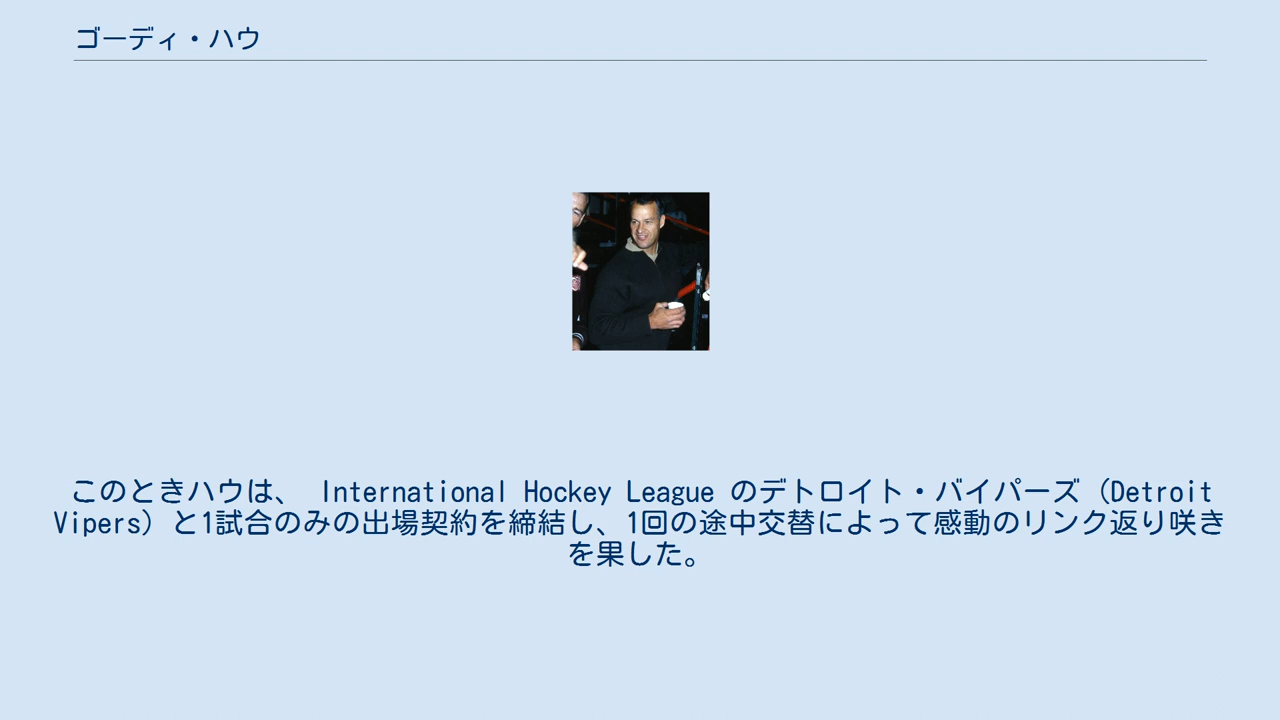 ゴーディ・ハウ
このときハウは、 International Hockey League のデトロイト・バイパーズ（Detroit
Vipers）と1試合のみの出場契約を締結し、1回の途中交替によって感動のリンク返り咲き
を果した。